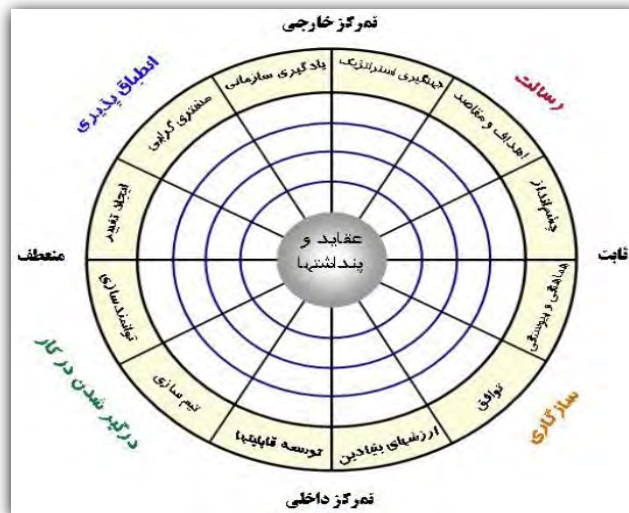 تمرکز خارجی
انطباق پذیری
رسالت
یادگیری سازمانی
جهتگیری استراتژیک
مشتری گرایی
اهداف و مقاصد
ایجاد تغییر
چشم‌انداز
منعطف
عقاید و
پنداشتها
ثابت
توانمندسازی
هماهنگی و پیوستگی
تیم سازی
توافق
توسعه قابلیتها
ارزشهای بنیادین
درگیر شدن در کار
سازگاری
تمرکز داخلی